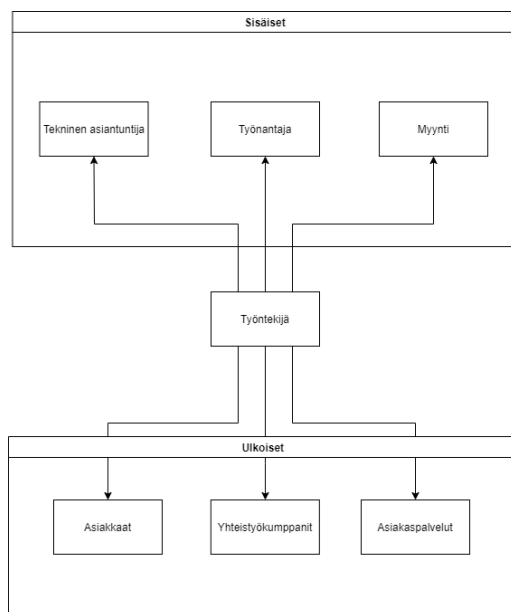 Sisäiset
Tekninen asiantuntija
Työnantaja
Myynti
Työntekijä
Ulkoiset
Asiakkaat
Yhteistyökumppanit
Asiakaspalvelut